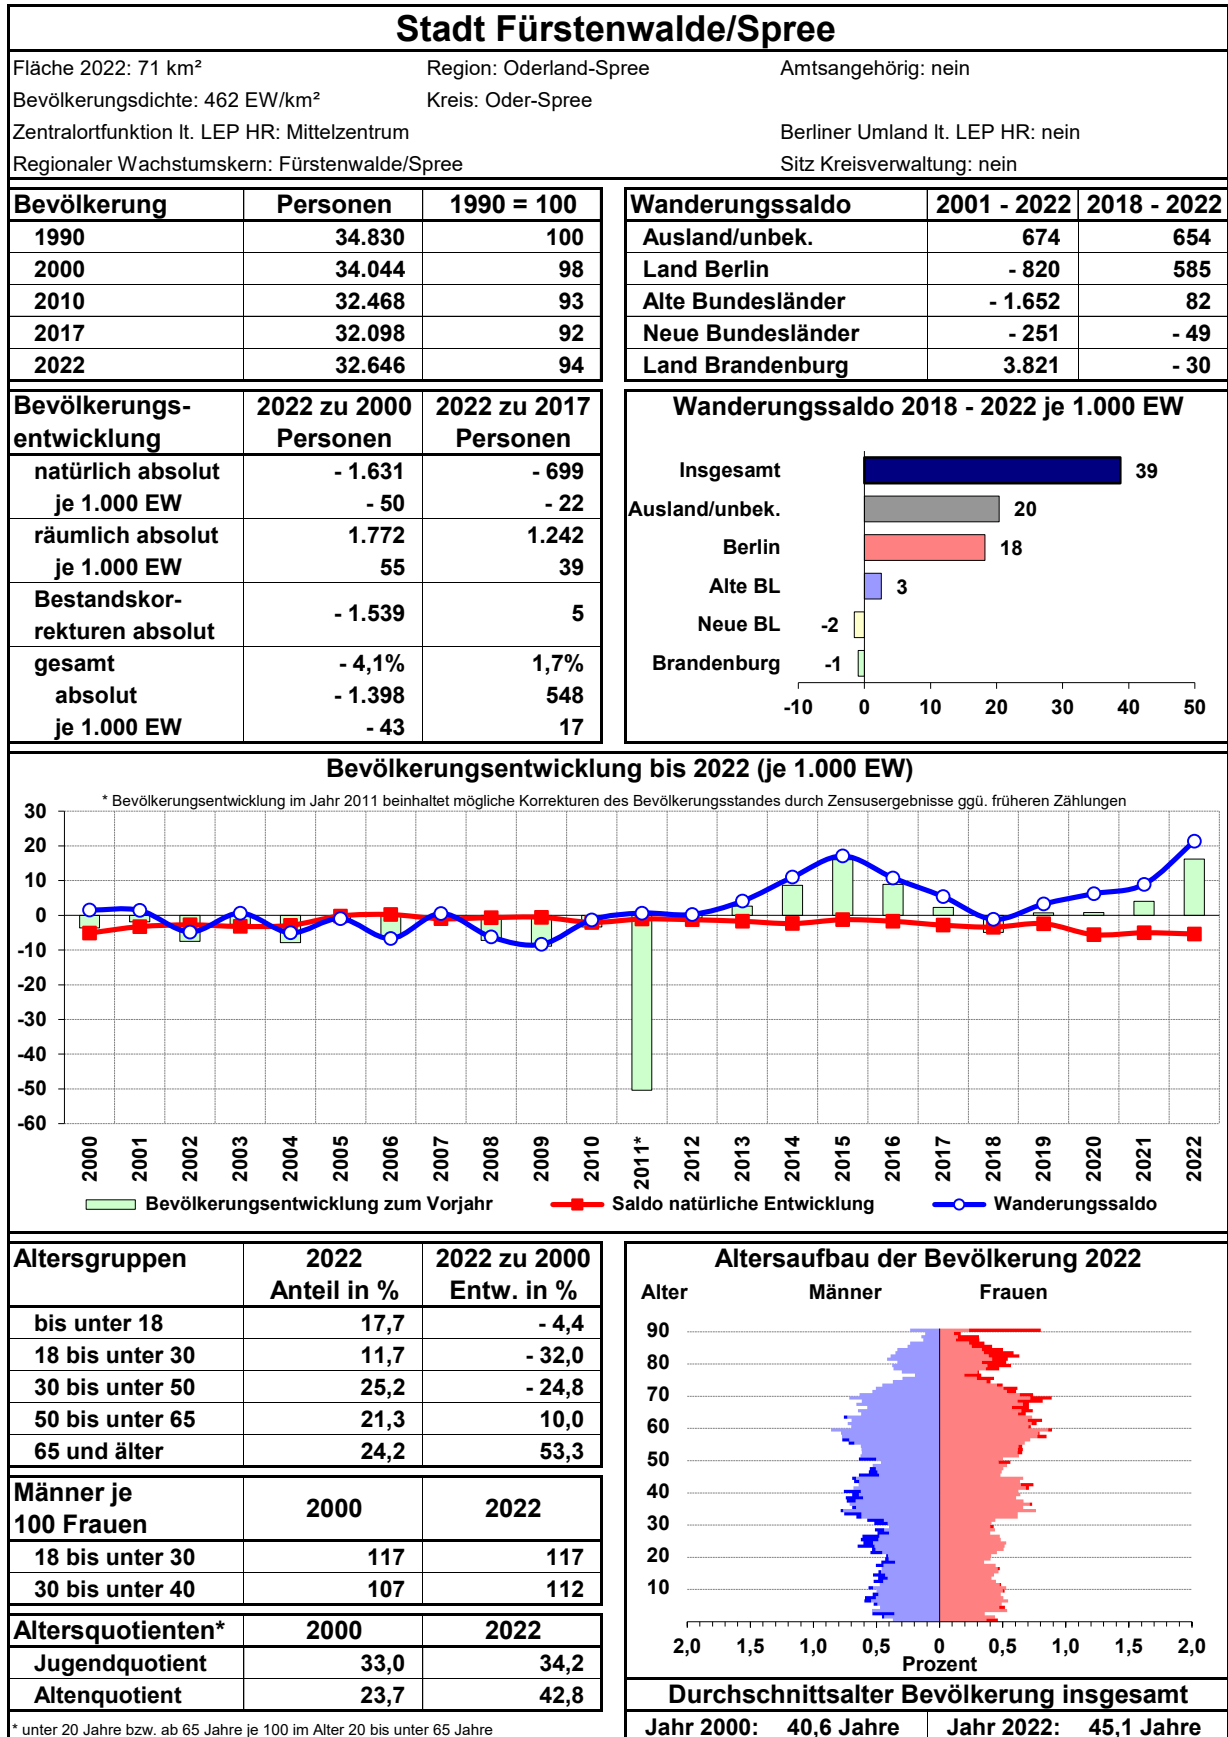 Stadt Fürstenwalde/Spree
Fläche 2022: 71 km² Region: Oderland-Spree Amtsangehörig: nein
Bevölkerungsdichte: 462 EW/km² Kreis: Oder-Spree
Zentralortfunktion lt. LEP HR: Mittelzentrum Berliner Umland lt. LEP HR: nein
Regionaler Wachstumskern: Fürstenwalde/Spree Sitz Kreisverwaltung: nein
Bevölkerung Personen 1990 = 100
1990 34.830 100
2000 34.044 98
2010 32.468 93
2017 32.098 92
2022 32.646 94
Wanderungssaldo 2001 - 2022 2018 - 2022
Ausland/unbek. 674 654
Land Berlin - 820 585
Alte Bundesländer - 1.652 82
Neue Bundesländer - 251 - 49
Land Brandenburg 3.821 - 30
Bevölkerungs- 2022 zu 2000 2022 zu 2017
entwicklung Personen Personen
natürlich absolut - 1.631 - 699
je 1.000 EW - 50 - 22
räumlich absolut 1.772 1.242
je 1.000 EW 55 39
Bestandskor-
rekturen absolut - 1.539 5
gesamt - 4,1% 1,7%
absolut - 1.398 548
je 1.000 EW - 43 17
Wanderungssaldo 2018 - 2022 je 1.000 EW
Insgesamt 39
Ausland/unbek. 20
Berlin 18
Alte BL 3
Neue BL -2
Brandenburg -1
-10 0 10 20 30 40 50
Bevölkerungsentwicklung bis 2022 (je 1.000 EW)
* Bevölkerungsentwicklung im Jahr 2011 beinhaltet mögliche Korrekturen des Bevölkerungsstandes durch Zensusergebnisse ggü. früheren Zählungen
30
20
10
0
-10
-20
-30
-40
-50
-60
2000 2001 2002 2003 2004 2005 2006 2007 2008 2009 2010 2011* 2012 2013 2014 2015 2016 2017 2018 2019 2020 2021 2022
Bevölkerungsentwicklung zum Vorjahr Saldo natürliche Entwicklung Wanderungssaldo
Altersgruppen 2022 2022 zu 2000
Anteil in % Entw. in %
bis unter 18 17,7 - 4,4
18 bis unter 30 11,7 - 32,0
30 bis unter 50 25,2 - 24,8
50 bis unter 65 21,3 10,0
65 und älter 24,2 53,3
Männer je
100 Frauen 2000 2022
18 bis unter 30 117 117
30 bis unter 40 107 112
Altersquotienten* 2000 2022
Jugendquotient 33,0 34,2
Altenquotient 23,7 42,8
* unter 20 Jahre bzw. ab 65 Jahre je 100 im Alter 20 bis unter 65 Jahre
Altersaufbau der Bevölkerung 2022
Alter Männer Frauen
90
80
70
60
50
40
30
20
10
2,0 1,5 1,0 0,5 0 0,5 1,0 1,5 2,0
Prozent
Durchschnittsalter Bevölkerung insgesamt
Jahr 2000: 40,6 Jahre Jahr 2022: 45,1 Jahre